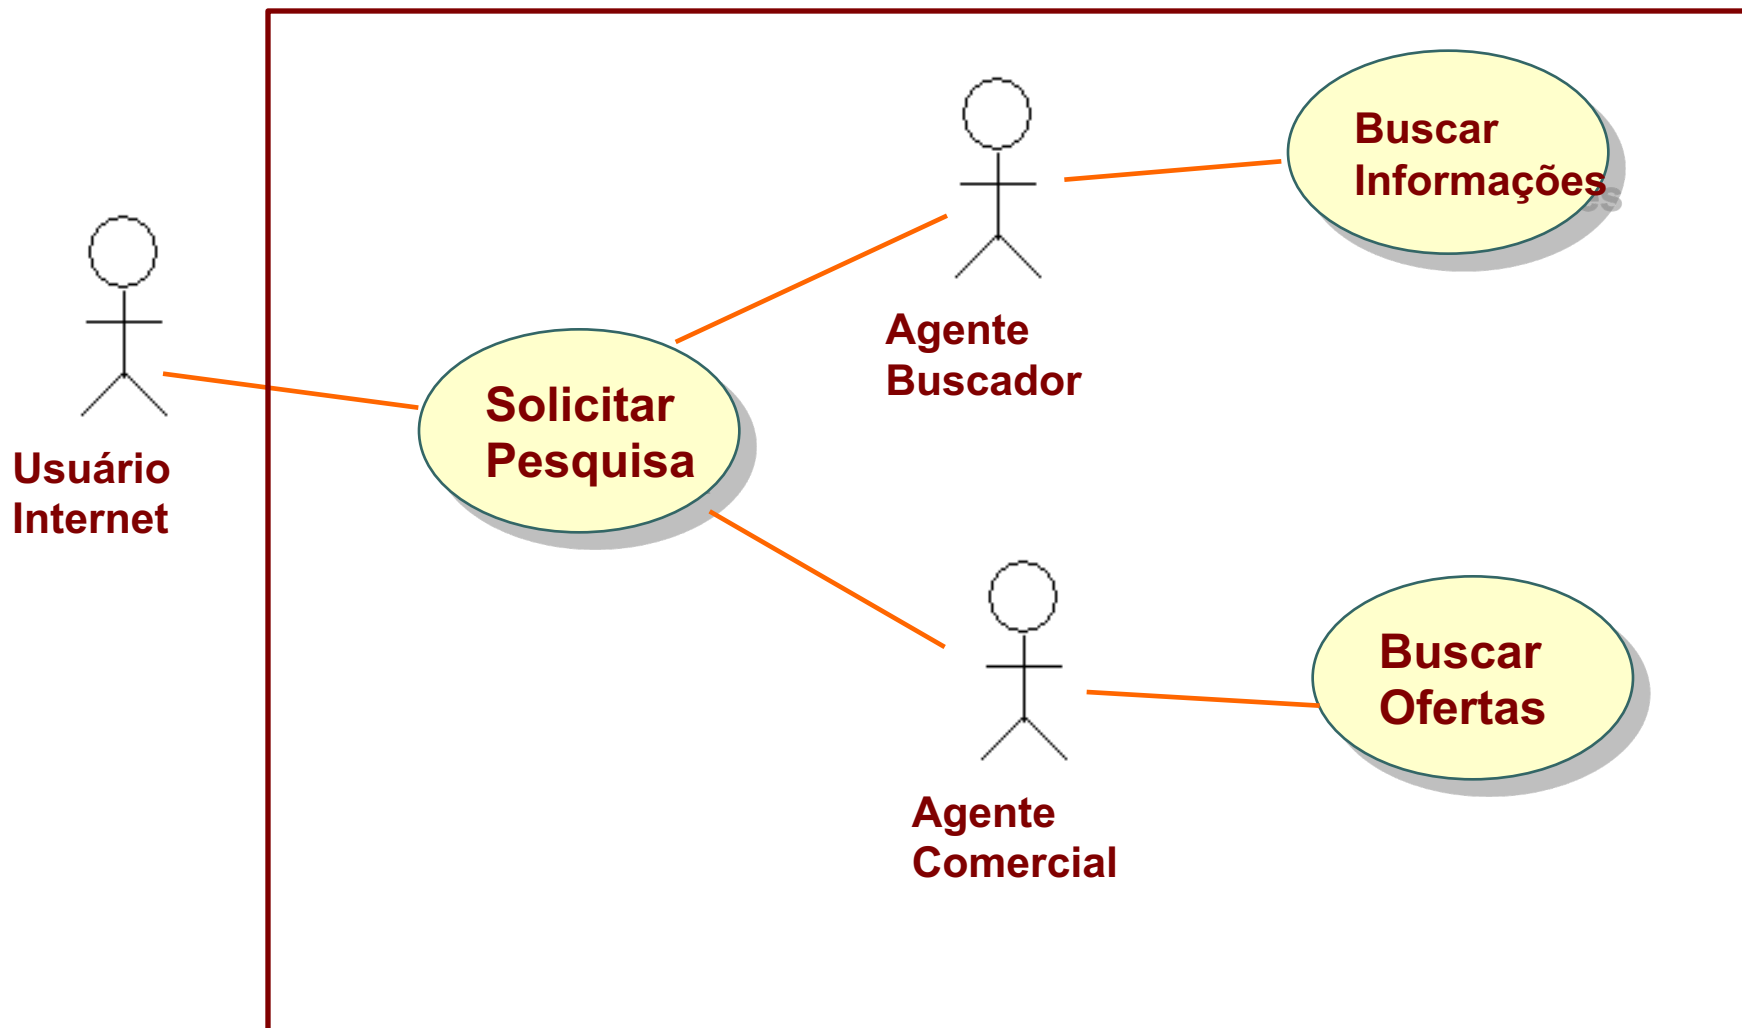 Buscar
Informações
Agente
Buscador
Solicitar
Pesquisa
Usuário
Internet
Buscar
Ofertas
Agente
Comercial